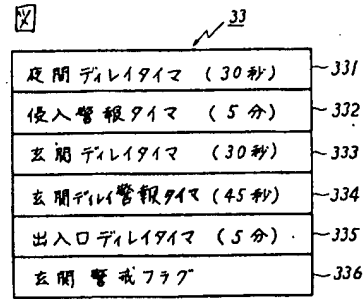 図
33
夜間ディレイタイマ (30秒) 331
侵入警報タイマ (5分) 332
玄関ディレイタイマ (30秒) 333
玄関ディレイ警報タイマ (45秒) 334
出入口ディレイタイマ (5分) 335
玄関警戒フラグ 336